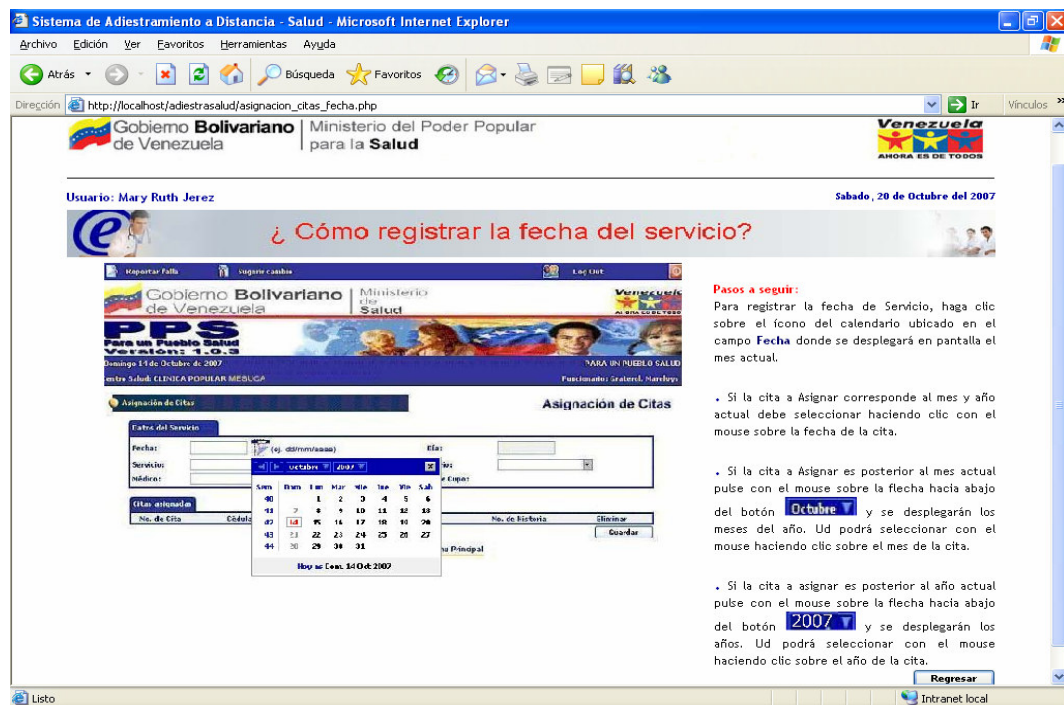 Sistema de Adiestramiento a Distancia - Salud - Microsoft Internet Explorer
Archivo Edición Ver Favoritos Herramientas Ayuda
Atrás Búsqueda Favoritos
Dirección http://localhost/adiestrasalud/asignacion_citas_fecha.php Ir Vínculos »
Gobierno Bolivariano
de Venezuela
Ministerio del Poder Popular
para la Salud
Venezuela
AHORA ES DE TODOS
Usuario: Mary Ruth Jerez
Sabado, 20 de Octubre del 2007
¿ Cómo registrar la fecha del servicio?
Reportar Falla Sugerir cambio Log Out
Gobierno Bolivariano
de Venezuela
Ministerio
de
Salud
Venezuela
AHORA ES DE TODOS
PPS
Para un Pueblo Salud
Version: 1.0.3
Domingo 14 de Octubre de 2007
PARA UN PUEBLO SALUD
entro Salud: CLINICA POPULAR MEBUCA
Asignación de Citas
Asignación de Citas
Fecha: (ej. dd/mm/aaaa) Día:
Servicio:
Médico: Cupo:
Octubre 2007 x
Sem Dom Lun Mar Mie Jue Vie Sab
40 1 2 3 4 5 6
41 7 8 9 10 11 12 13
42 14 15 16 17 18 19 20
43 21 22 23 24 25 26 27
44 28 29 30 31
Citas asignadas
No. de Cita Cédula No. de Historia Eliminar
Guardar
Principal
Pasos a seguir:
Para registrar la fecha de Servicio, haga clic
sobre el ícono del calendario ubicado en el
campo Fecha donde se desplegará en pantalla el
mes actual.
. Si la cita a Asignar corresponde al mes y año
actual debe seleccionar haciendo clic con el
mouse sobre la fecha de la cita.
. Si la cita a Asignar es posterior al mes actual
pulse con el mouse sobre la flecha hacia abajo
del botón Octubre y se desplegarán los
meses del año. Ud podrá seleccionar con el
mouse haciendo clic sobre el mes de la cita.
. Si la cita a asignar es posterior al año actual
pulse con el mouse sobre la flecha hacia abajo
del botón 2007 y se desplegarán los
años. Ud podrá seleccionar con el mouse
haciendo clic sobre el año de la cita.
Regresar
Listo
Intranet local